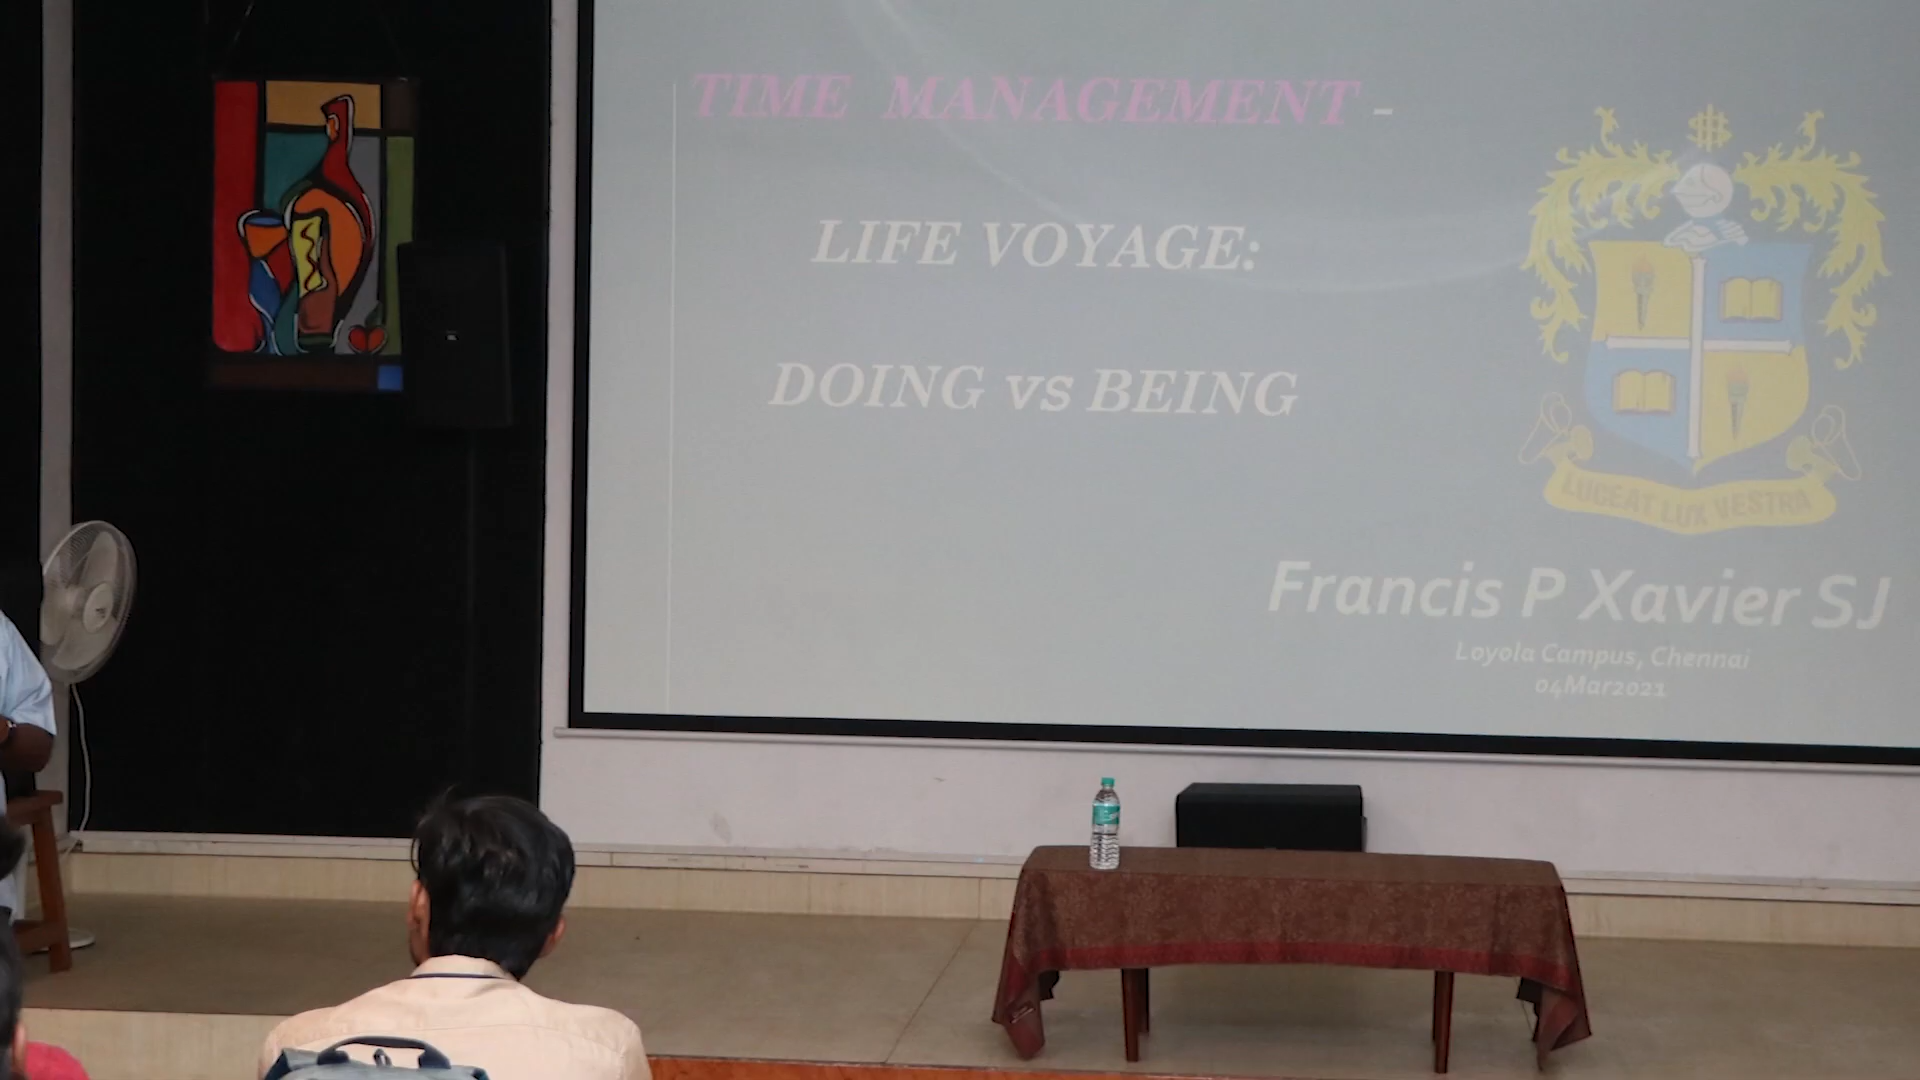 TIME MANAGEMENT -
LIFE VOYAGE:
DOING vs BEING
LUCEAT LUX VESTRA
Francis P Xavier SJ
Loyola Campus, Chennai
04Mar2021